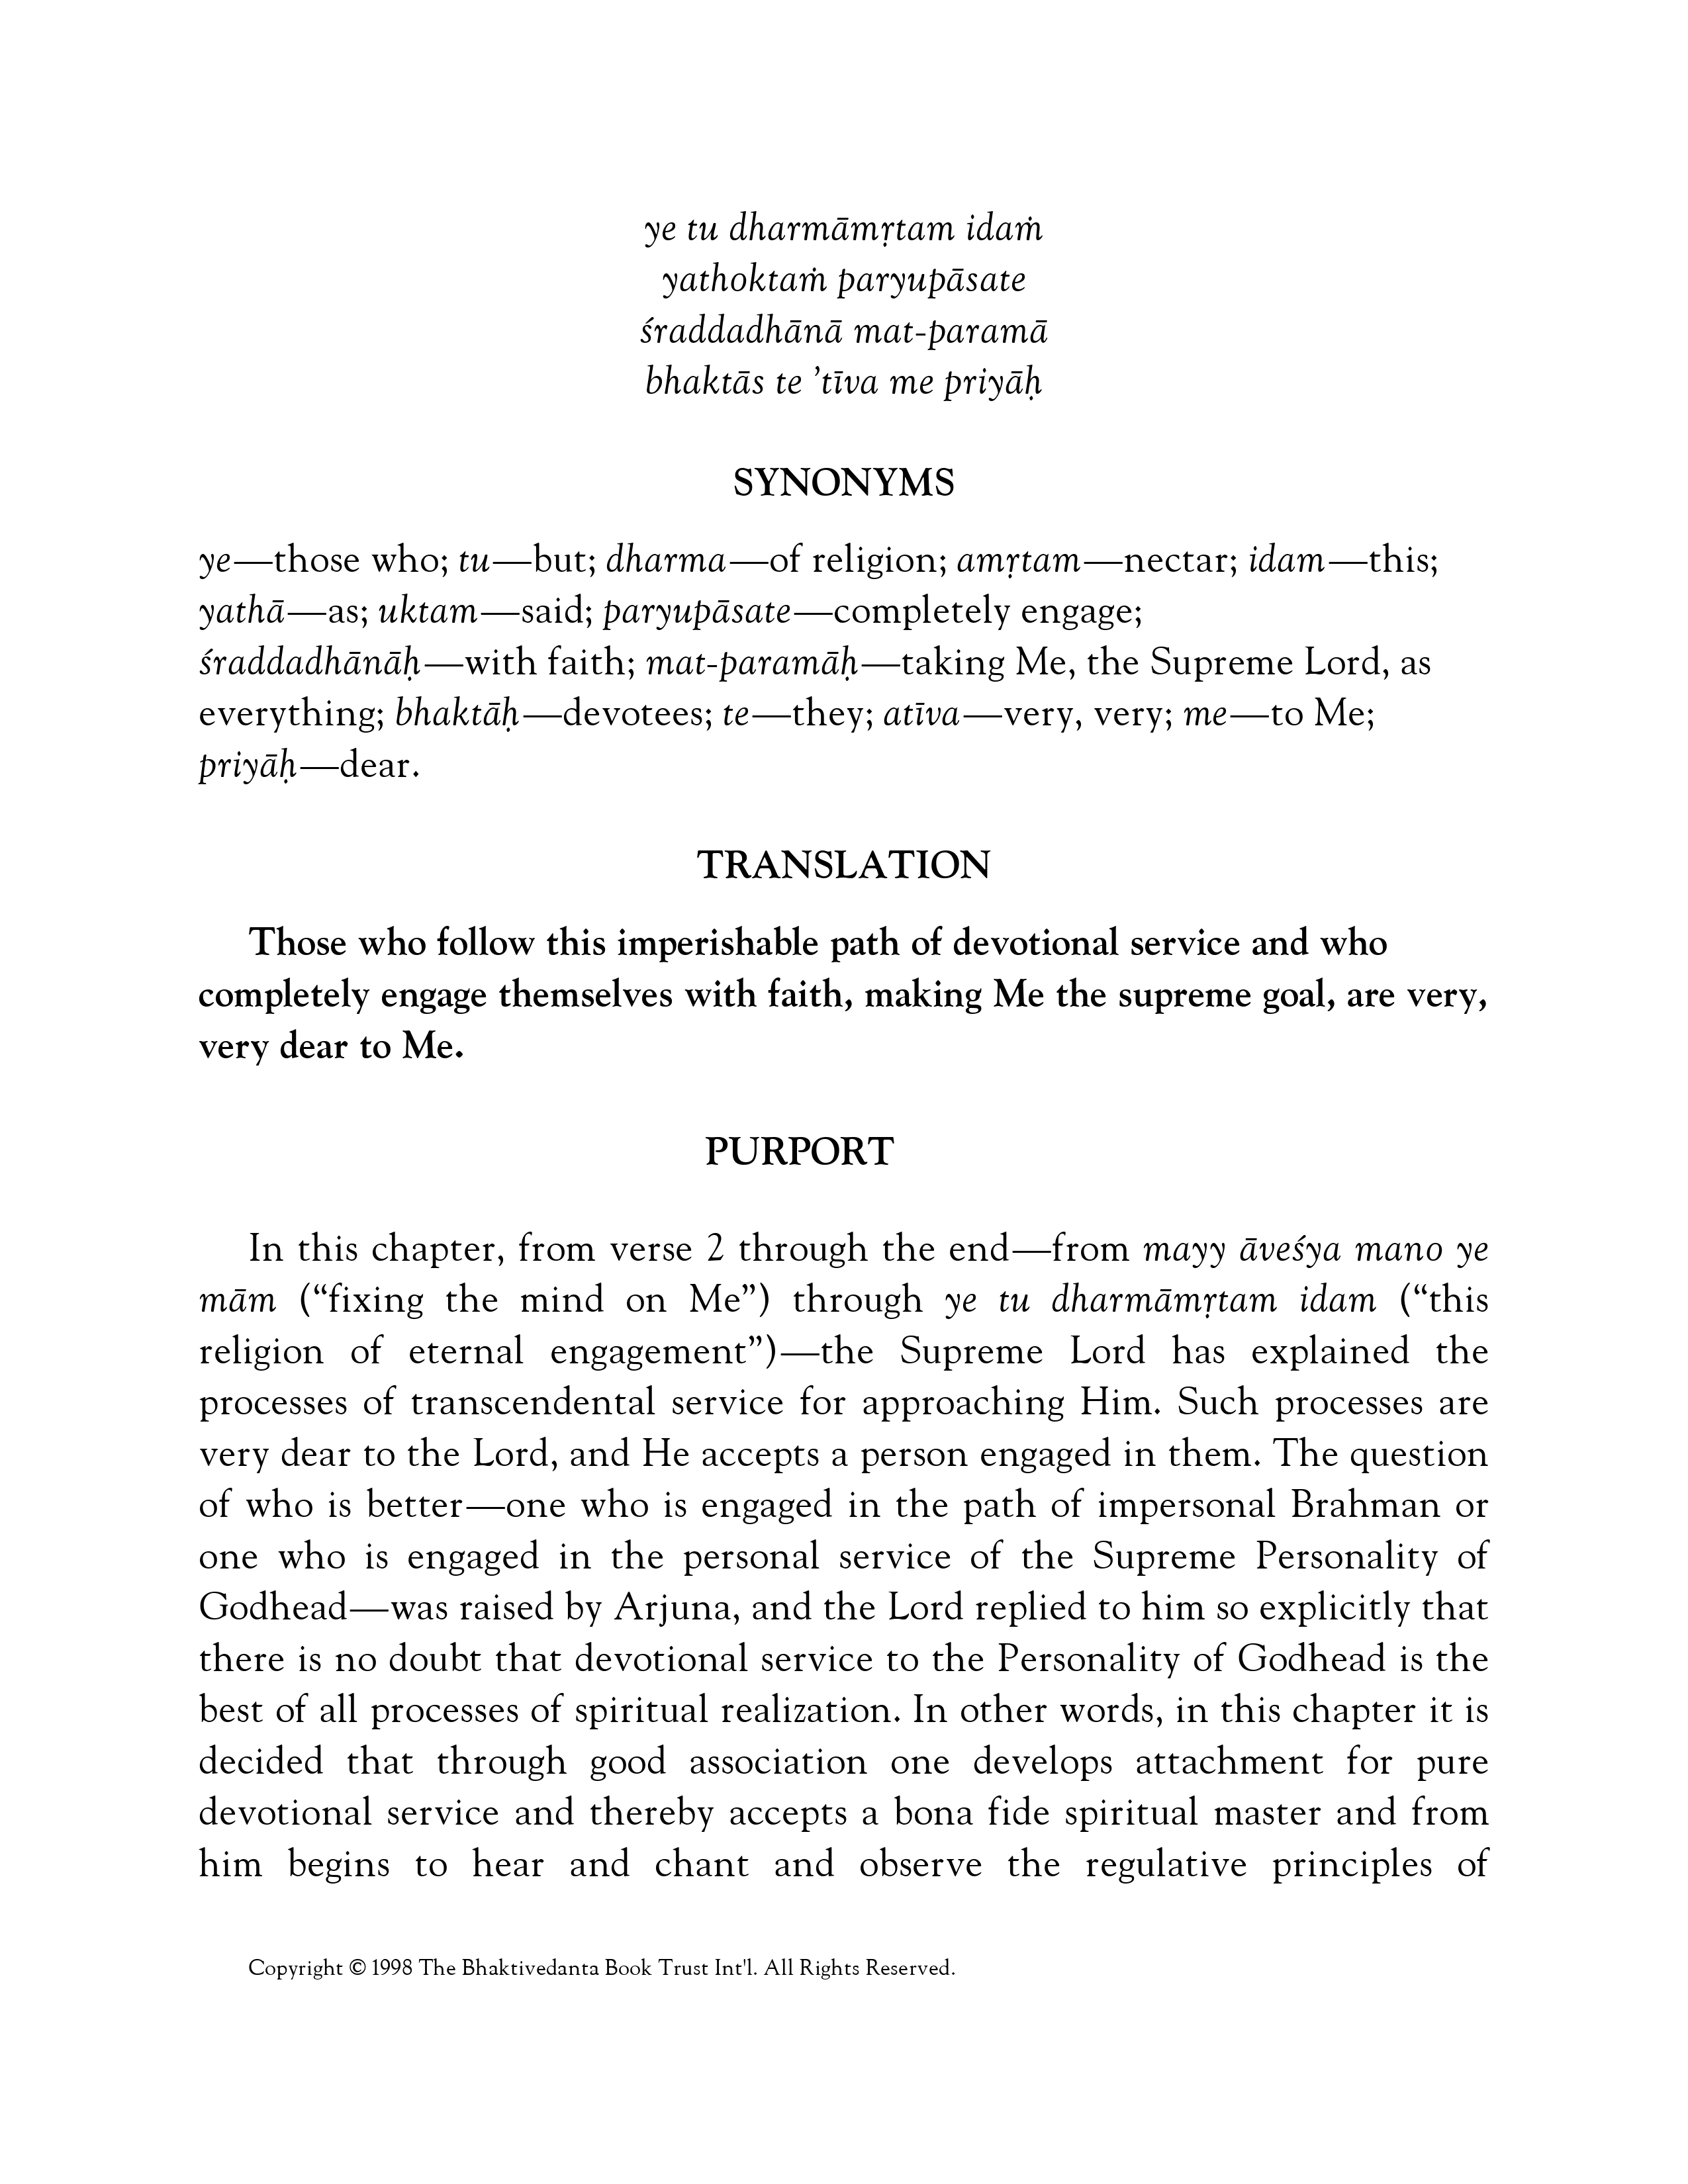 ye tu dharmāmṛtam idaṁ
yathoktaṁ paryupāsate
śraddadhānā mat-paramā
bhaktās te ’tīva me priyāḥ
SYNONYMS
ye—those who; tu—but; dharma—of religion; amṛtam—nectar; idam—this;
yathā—as; uktam—said; paryupāsate—completely engage;
śraddadhānāḥ—with faith; mat-paramāḥ—taking Me, the Supreme Lord, as
everything; bhaktāḥ—devotees; te—they; atīva—very, very; me—to Me;
priyāḥ—dear.
TRANSLATION
Those who follow this imperishable path of devotional service and who
completely engage themselves with faith, making Me the supreme goal, are very,
very dear to Me.
PURPORT
In this chapter, from verse 2 through the end—from mayy āveśya mano ye
mām (“fixing the mind on Me”) through ye tu dharmāmṛtam idam (“this
religion of eternal engagement”)—the Supreme Lord has explained the
processes of transcendental service for approaching Him. Such processes are
very dear to the Lord, and He accepts a person engaged in them. The question
of who is better—one who is engaged in the path of impersonal Brahman or
one who is engaged in the personal service of the Supreme Personality of
Godhead—was raised by Arjuna, and the Lord replied to him so explicitly that
there is no doubt that devotional service to the Personality of Godhead is the
best of all processes of spiritual realization. In other words, in this chapter it is
decided that through good association one develops attachment for pure
devotional service and thereby accepts a bona fide spiritual master and from
him begins to hear and chant and observe the regulative principles of
Copyright © 1998 The Bhaktivedanta Book Trust Int'l. All Rights Reserved.